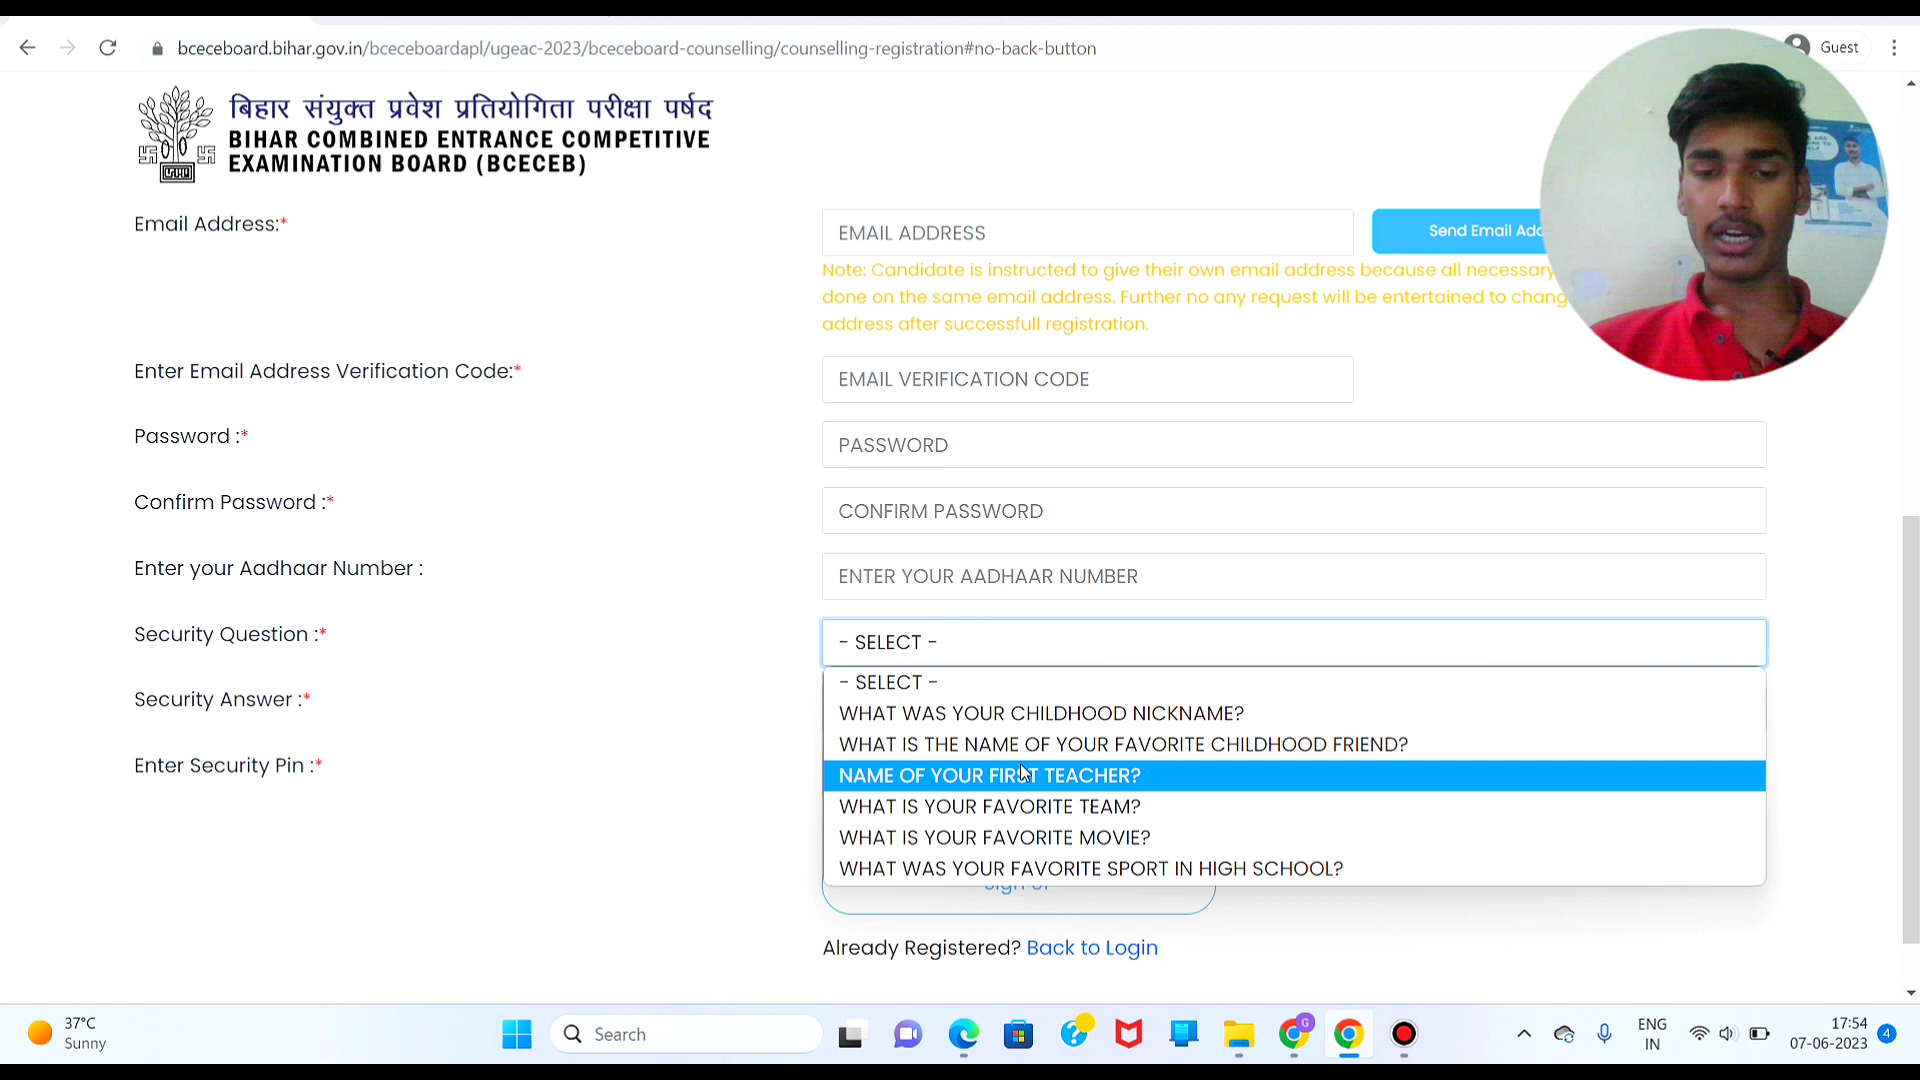 bceceboard.bihar.gov.in/bceceboardapl/ugeac-2023/bceceboard-counselling/counselling-registration#no-back-button
Guest
बिहार संयुक्त प्रवेश प्रतियोगिता परीक्षा पर्षद
BIHAR COMBINED ENTRANCE COMPETITIVE
EXAMINATION BOARD (BCECEB)
Email Address:*
EMAIL ADDRESS
Send Email Add
Note: Candidate is instructed to give their own email address because all necessary
done on the same email address. Further no any request will be entertained to chang
address after successfull registration.
Enter Email Address Verification Code:*
EMAIL VERIFICATION CODE
Password :*
PASSWORD
Confirm Password :*
CONFIRM PASSWORD
Enter your Aadhaar Number :
ENTER YOUR AADHAAR NUMBER
Security Question :*
- SELECT -
- SELECT -
Security Answer :*
WHAT WAS YOUR CHILDHOOD NICKNAME?
WHAT IS THE NAME OF YOUR FAVORITE CHILDHOOD FRIEND?
Enter Security Pin :*
NAME OF YOUR FIRST TEACHER?
WHAT IS YOUR FAVORITE TEAM?
WHAT IS YOUR FAVORITE MOVIE?
WHAT WAS YOUR FAVORITE SPORT IN HIGH SCHOOL?
Already Registered? Back to Login
37°C
Sunny
Search
ENG
IN
17:54
07-06-2023
4